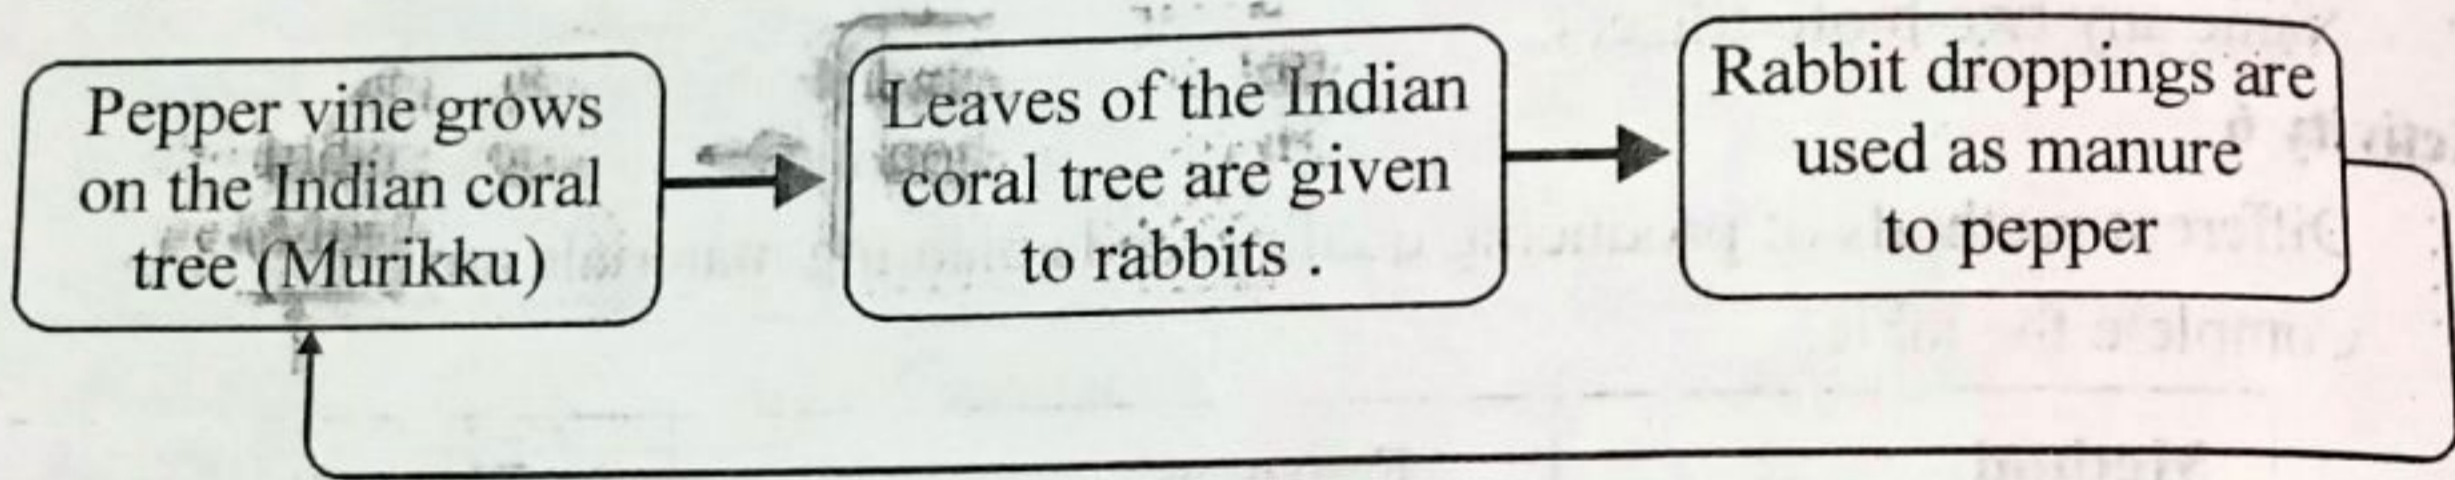 Pepper vine grows
on the Indian coral
tree (Murikku)
Leaves of the Indian
coral tree are given
to rabbits .
Rabbit droppings are
used as manure
to pepper